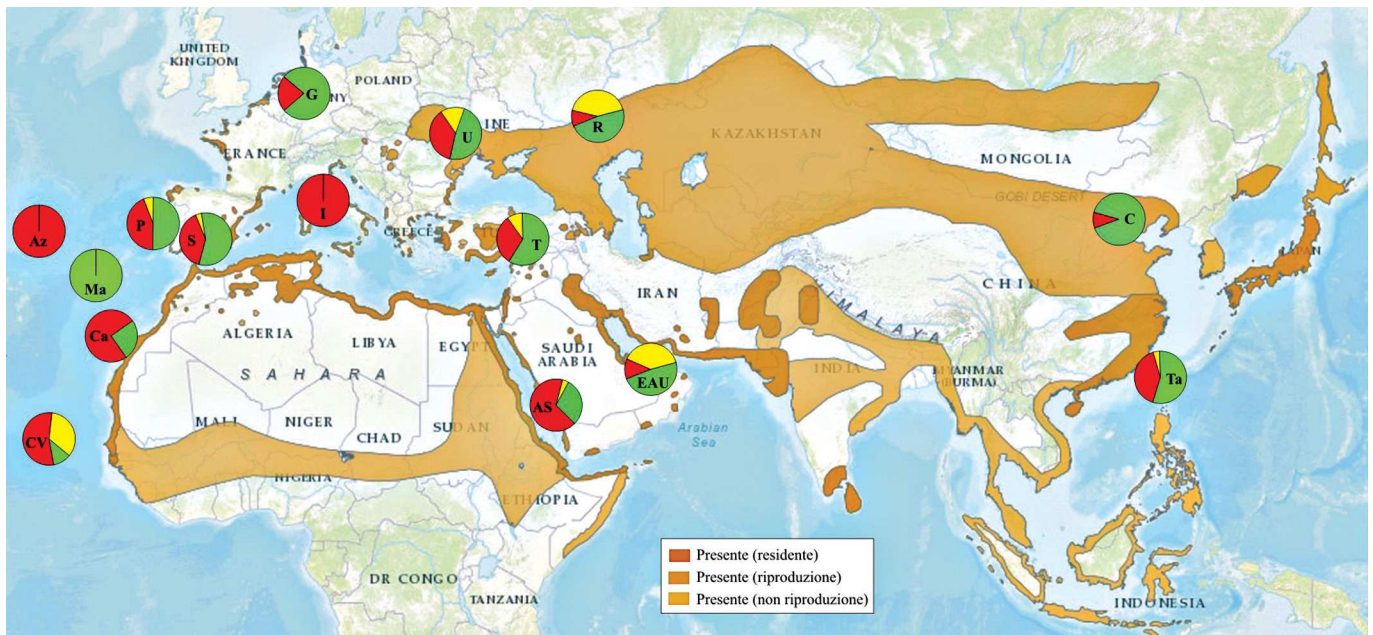 UNITED
KINGDOM
POLAND
G
NY
U
INE
R
KAZAKHSTAN
FRANCE
MONGOLIA
GOBI DESERT
Az
P
S
I
GREECE
T
C
JAPAN
Ma
IRAN
CHINA
HIMALAYA
Ca
ALGERIA
LIBYA
EGYPT
SAUDI
ARABIA
EAU
INDIA
MYANMAR
(BURMA)
Ta
SAHARA
AS
MALI
NIGER
CHAD
SUDAN
Arabian
Sea
CV
NIGERIA
ETHIOPIA
Presente (residente)
Presente (riproduzione)
Presente (non riproduzione)
DR CONGO
TANZANIA
INDONESIA